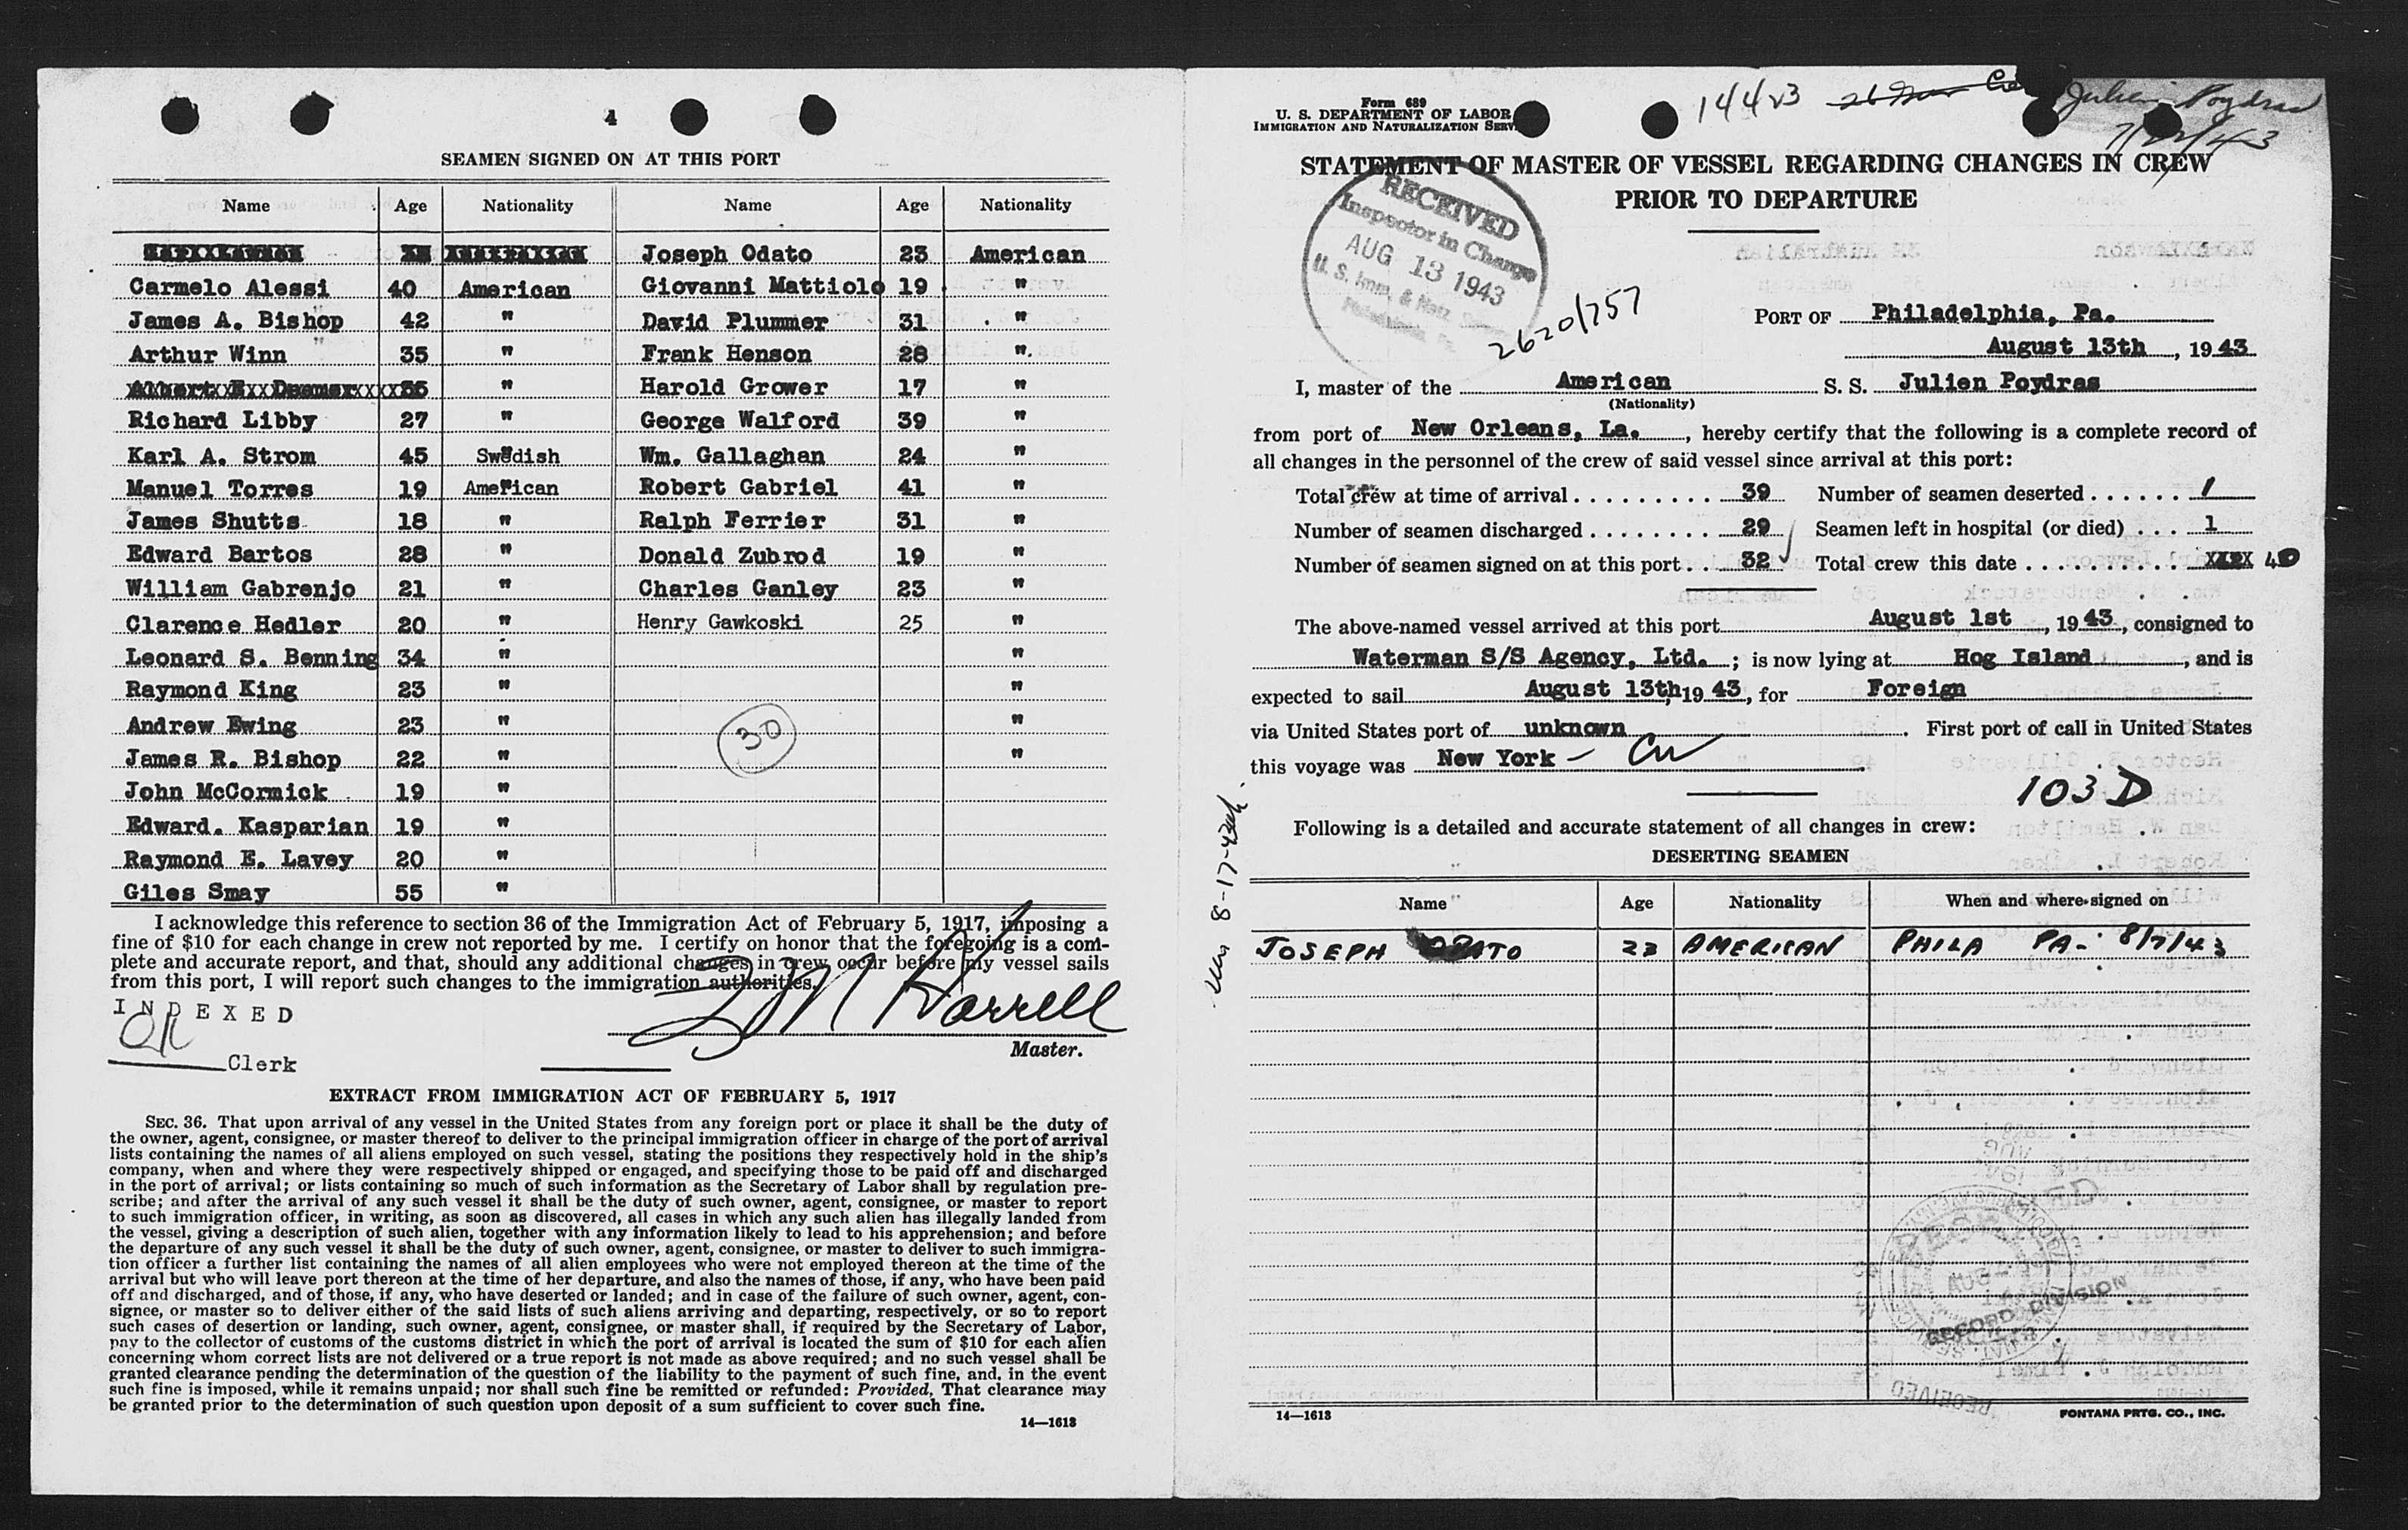 4
SEAMEN SIGNED ON AT THIS PORT
Name Age Nationality Name Age Nationality
Joseph Odato 23 American
Carmelo Alessi 40 American Giovanni Mattiolo 19 "
James A. Bishop 42 " David Plummer 31 "
Arthur Winn 35 " Frank Henson 28 "
Albert E. Deemer 36 " Harold Grower 17 "
Richard Libby 27 " George Walford 39 "
Karl A. Strom 45 Swedish Wm. Gallaghan 24 "
Manuel Torres 19 American Robert Gabriel 41 "
James Shutts 18 " Ralph Ferrier 31 "
Edward Bartos 28 " Donald Zubrod 19 "
William Gabrenjo 21 " Charles Ganley 23 "
Clarence Hedler 20 " Henry Gawkoski 25 "
Leonard S. Benning 34 " "
Raymond King 23 " "
Andrew Ewing 23 " 30 "
James R. Bishop 22 " "
John McCormick 19 "
Edward. Kasparian 19 "
Raymond E. Lavey 20 "
Giles Smay 55 "
I acknowledge this reference to section 36 of the Immigration Act of February 5, 1917, imposing a
fine of $10 for each change in crew not reported by me. I certify on honor that the foregoing is a com-
plete and accurate report, and that, should any additional changes in crew occur before my vessel sails
from this port, I will report such changes to the immigration authorities.
INDEXED
Harrell
Clerk
Master.
EXTRACT FROM IMMIGRATION ACT OF FEBRUARY 5, 1917
SEC. 36. That upon arrival of any vessel in the United States from any foreign port or place it shall be the duty of
the owner, agent, consignee, or master thereof to deliver to the principal immigration officer in charge of the port of arrival
lists containing the names of all aliens employed on such vessel, stating the positions they respectively hold in the ship's
company, when and where they were respectively shipped or engaged, and specifying those to be paid off and discharged
in the port of arrival; or lists containing so much of such information as the Secretary of Labor shall by regulation pre-
scribe; and after the arrival of any such vessel it shall be the duty of such owner, agent, consignee, or master to report
to such immigration officer, in writing, as soon as discovered, all cases in which any such alien has illegally landed from
the vessel, giving a description of such alien, together with any information likely to lead to his apprehension; and before
the departure of any such vessel it shall be the duty of such owner, agent, consignee, or master to deliver to such immigra-
tion officer a further list containing the names of all alien employees who were not employed thereon at the time of the
arrival but who will leave port thereon at the time of her departure, and also the names of those, if any, who have been paid
off and discharged, and of those, if any, who have deserted or landed; and in case of the failure of such owner, agent, con-
signee, or master so to deliver either of the said lists of such aliens arriving and departing, respectively, or so to report
such cases of desertion or landing, such owner, agent, consignee, or master shall, if required by the Secretary of Labor,
pay to the collector of customs of the customs district in which the port of arrival is located the sum of $10 for each alien
concerning whom correct lists are not delivered or a true report is not made as above required; and no such vessel shall be
granted clearance pending the determination of the question of the liability to the payment of such fine, and, in the event
such fine is imposed, while it remains unpaid; nor shall such fine be remitted or refunded: Provided, That clearance may
be granted prior to the determination of such question upon deposit of a sum sufficient to cover such fine.
14—1613
Form 689
U. S. DEPARTMENT OF LABOR
IMMIGRATION AND NATURALIZATION SERV
144v3
Julien Poydras
STATEMENT OF MASTER OF VESSEL REGARDING CHANGES IN CREW
PRIOR TO DEPARTURE
RECEIVED
Inspector in Charge
AUG 13 1943
U. S. Imm. & Natz.
2620/757
PORT OF Philadelphia, Pa.
August 13th, 1943
I, master of the American S. S. Julien Poydras
(Nationality)
from port of New Orleans, La., hereby certify that the following is a complete record of
all changes in the personnel of the crew of said vessel since arrival at this port:
Total crew at time of arrival 39 Number of seamen deserted 1
Number of seamen discharged 29 Seamen left in hospital (or died) 1
Number of seamen signed on at this port 32 Total crew this date 40
The above-named vessel arrived at this port August 1st, 1943, consigned to
Waterman S/S Agency, Ltd.; is now lying at Hog Island, and is
expected to sail August 13th, 1943, for Foreign
via United States port of unknown. First port of call in United States
this voyage was New York
103 D
Following is a detailed and accurate statement of all changes in crew:
DESERTING SEAMEN
Name Age Nationality When and where signed on
JOSEPH ODATO 23 AMERICAN PHILA PA- 8/7/43
RECORD DIVISION
RECEIVED
14—1613
FONTANA PRTG. CO., INC.